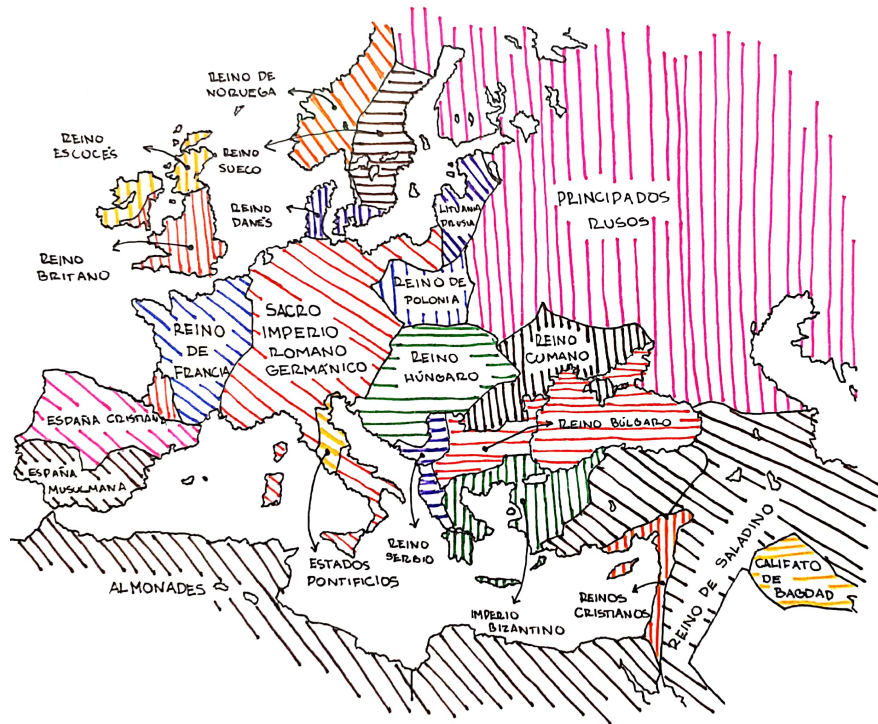 REINO DE
NORUEGA
REINO
ESCOCÉS
REINO
SUECO
REINO
DANÉS
LITUANIA
PRUSIA
PRINCIPADOS
RUSOS
REINO
BRITANO
REINO DE
POLONIA
SACRO
IMPERIO
ROMANO
GERMÁNICO
REINO
DE
FRANCIA
REINO
HÚNGARO
REINO
CUMANO
ESPAÑA CRISTIANA
REINO BÚLGARO
ESPAÑA
MUSULMANA
REINO
SERBIO
ESTADOS
PONTIFICIOS
ALMONADES
IMPERIO
BIZANTINO
REINOS
CRISTIANOS
REINO DE SALADINO
CALIFATO
DE
BAGDAD